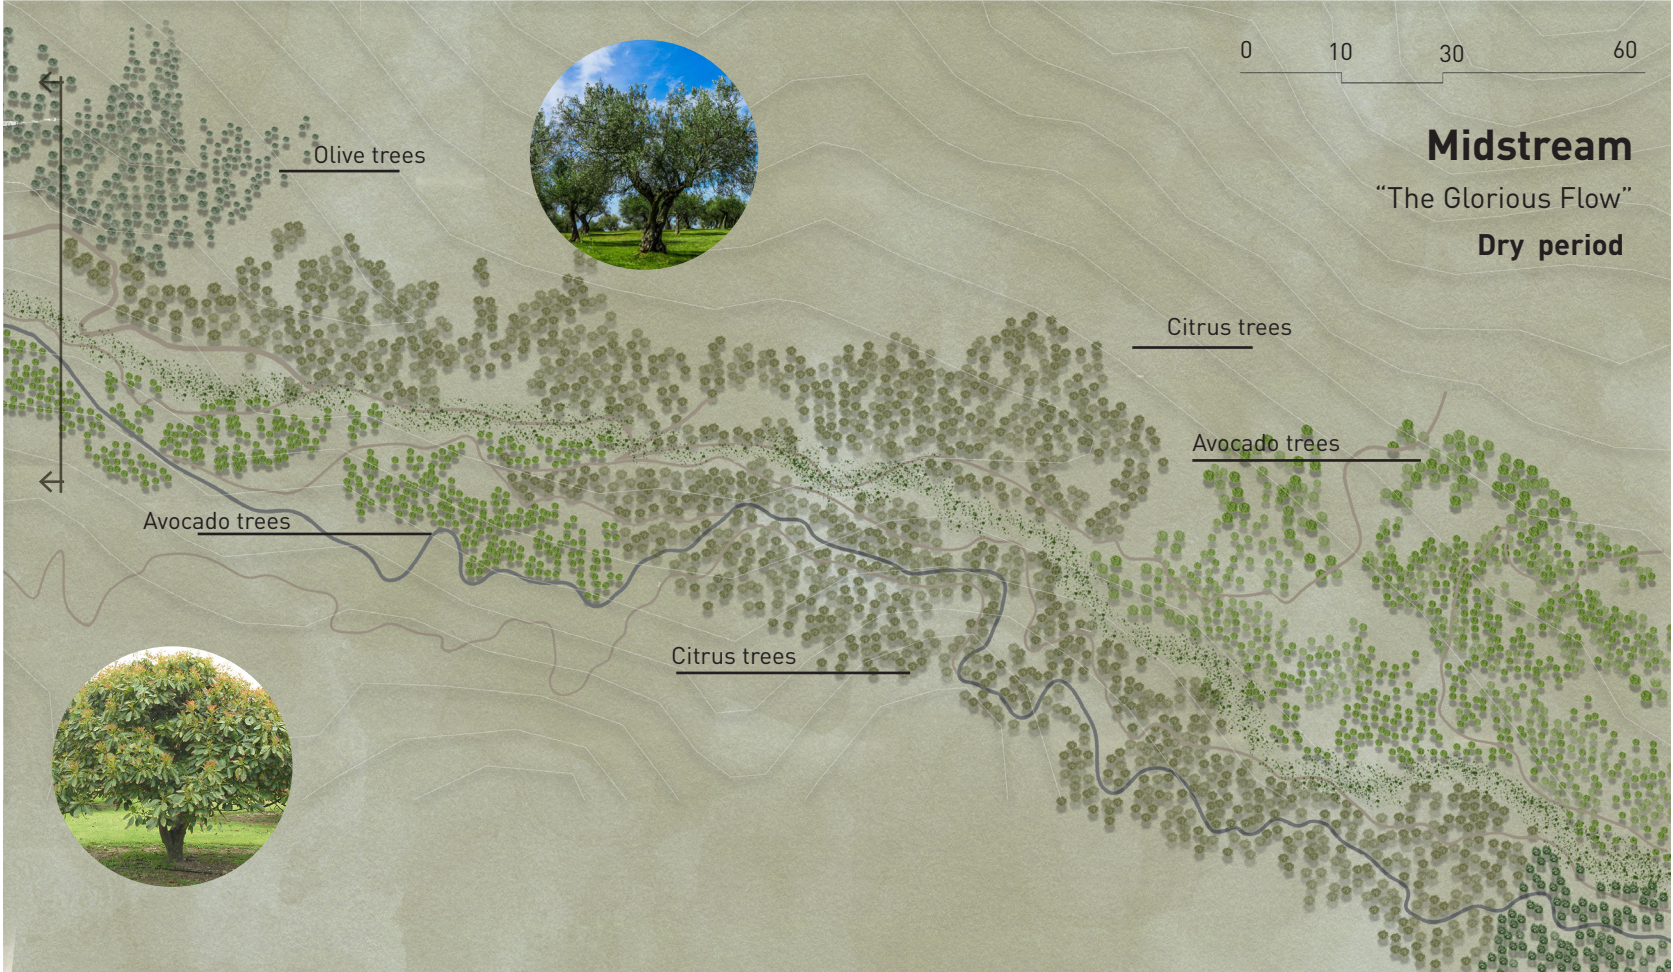 0 10 30 60
Midstream
“The Glorious Flow”
Dry period
Olive trees
Citrus trees
Avocado trees
Avocado trees
Citrus trees